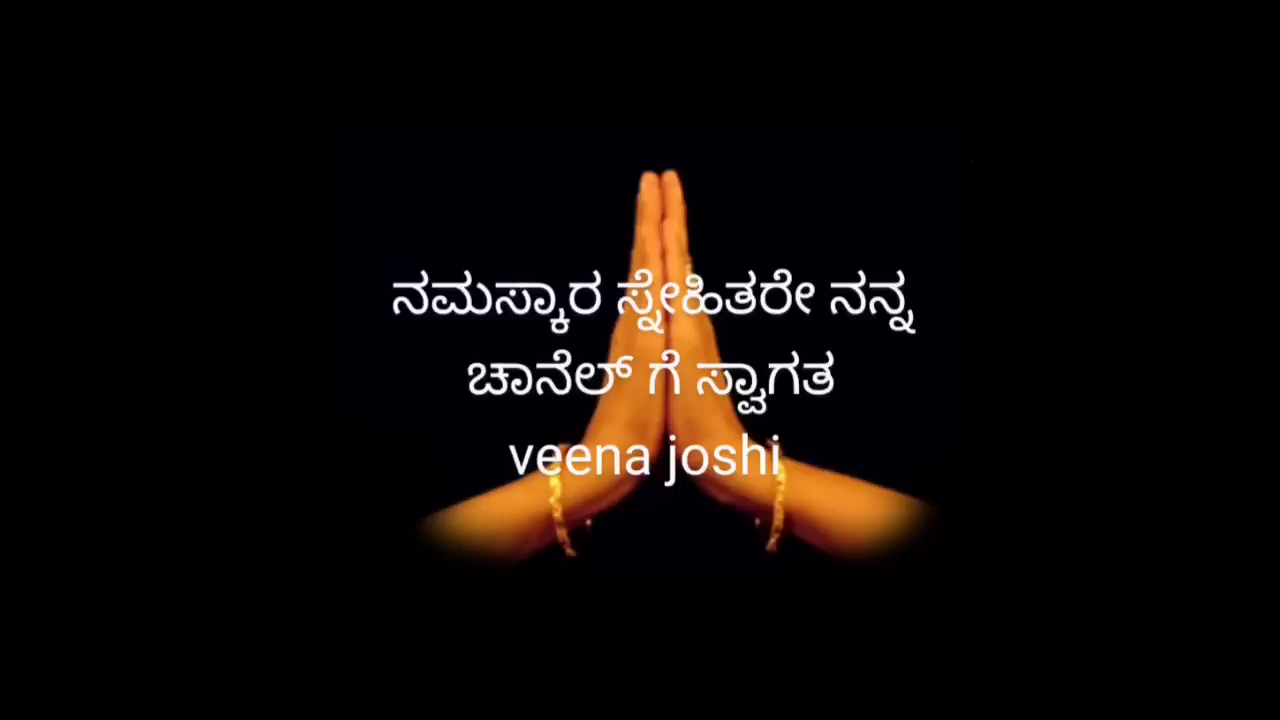 ನಮಸ್ಕಾರ ಸ್ನೇಹಿತರೇ ನನ್ನ
ಚಾನೆಲ್ ಗೆ ಸ್ವಾಗತ
veena joshi